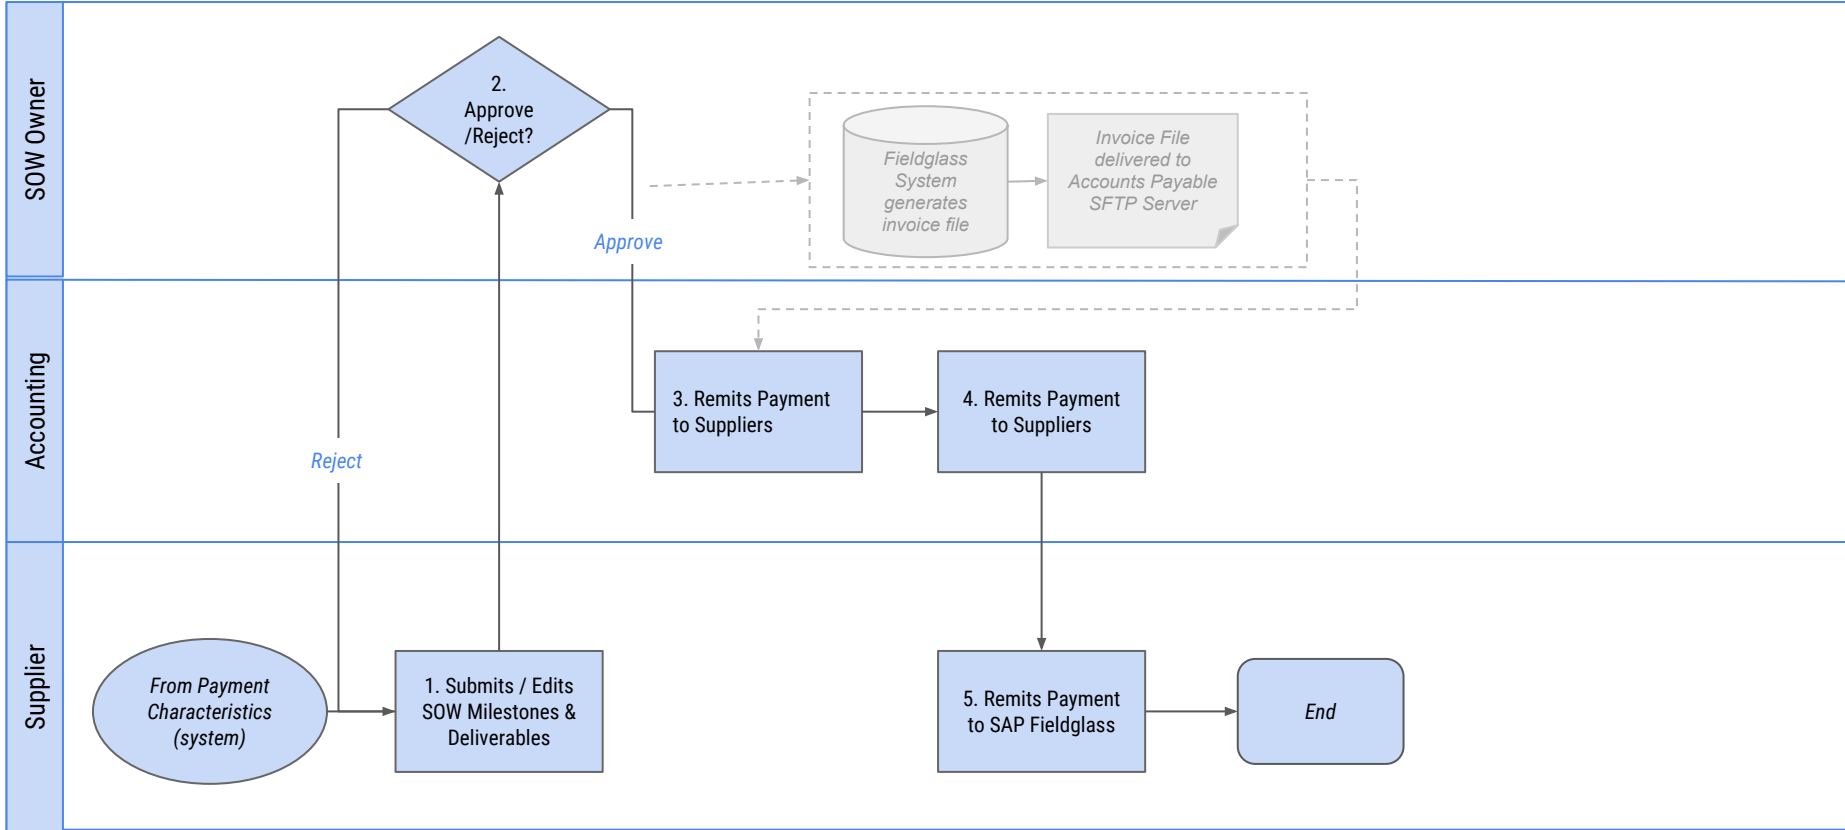 SOW Owner
2.
Approve
/Reject?
Fieldglass
System
generates
invoice file
Invoice File
delivered to
Accounts Payable
SFTP Server
Approve
Accounting
3. Remits Payment
to Suppliers
4. Remits Payment
to Suppliers
Reject
Supplier
From Payment
Characteristics
(system)
1. Submits / Edits
SOW Milestones &
Deliverables
5. Remits Payment
to SAP Fieldglass
End